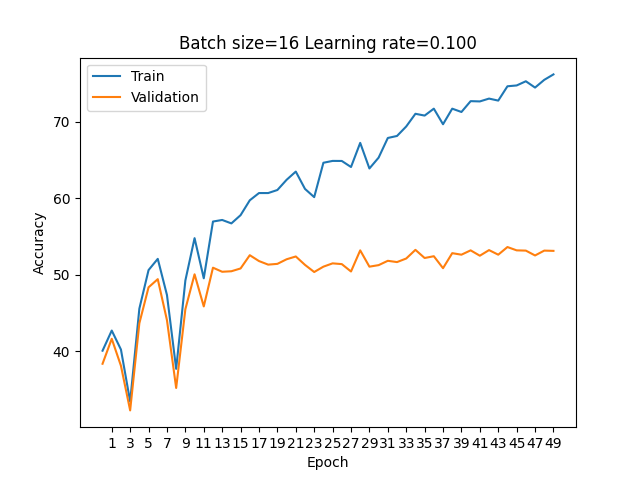 Batch size=16 Learning rate=0.100
Train
Validation
70
60
50
40
Accuracy
1 3 5 7 9 11 13 15 17 19 21 23 25 27 29 31 33 35 37 39 41 43 45 47 49
Epoch